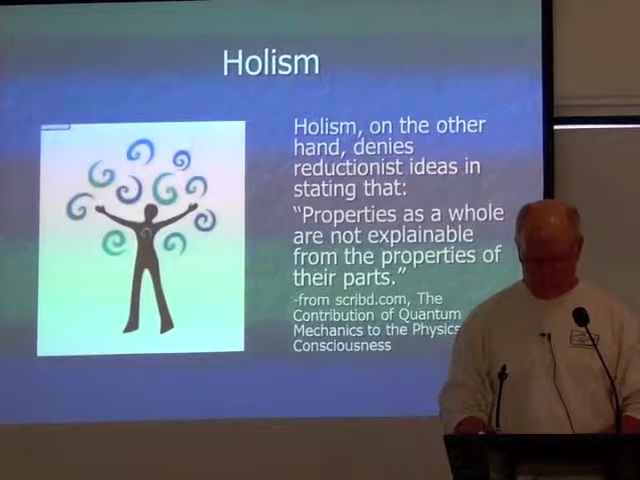 Holism
Holism, on the other
hand, denies
reductionist ideas in
stating that:
"Properties as a whole
are not explainable
from the properties of
their parts."
-from scribd.com, The
Contribution of Quantum
Mechanics to the Physics
Consciousness